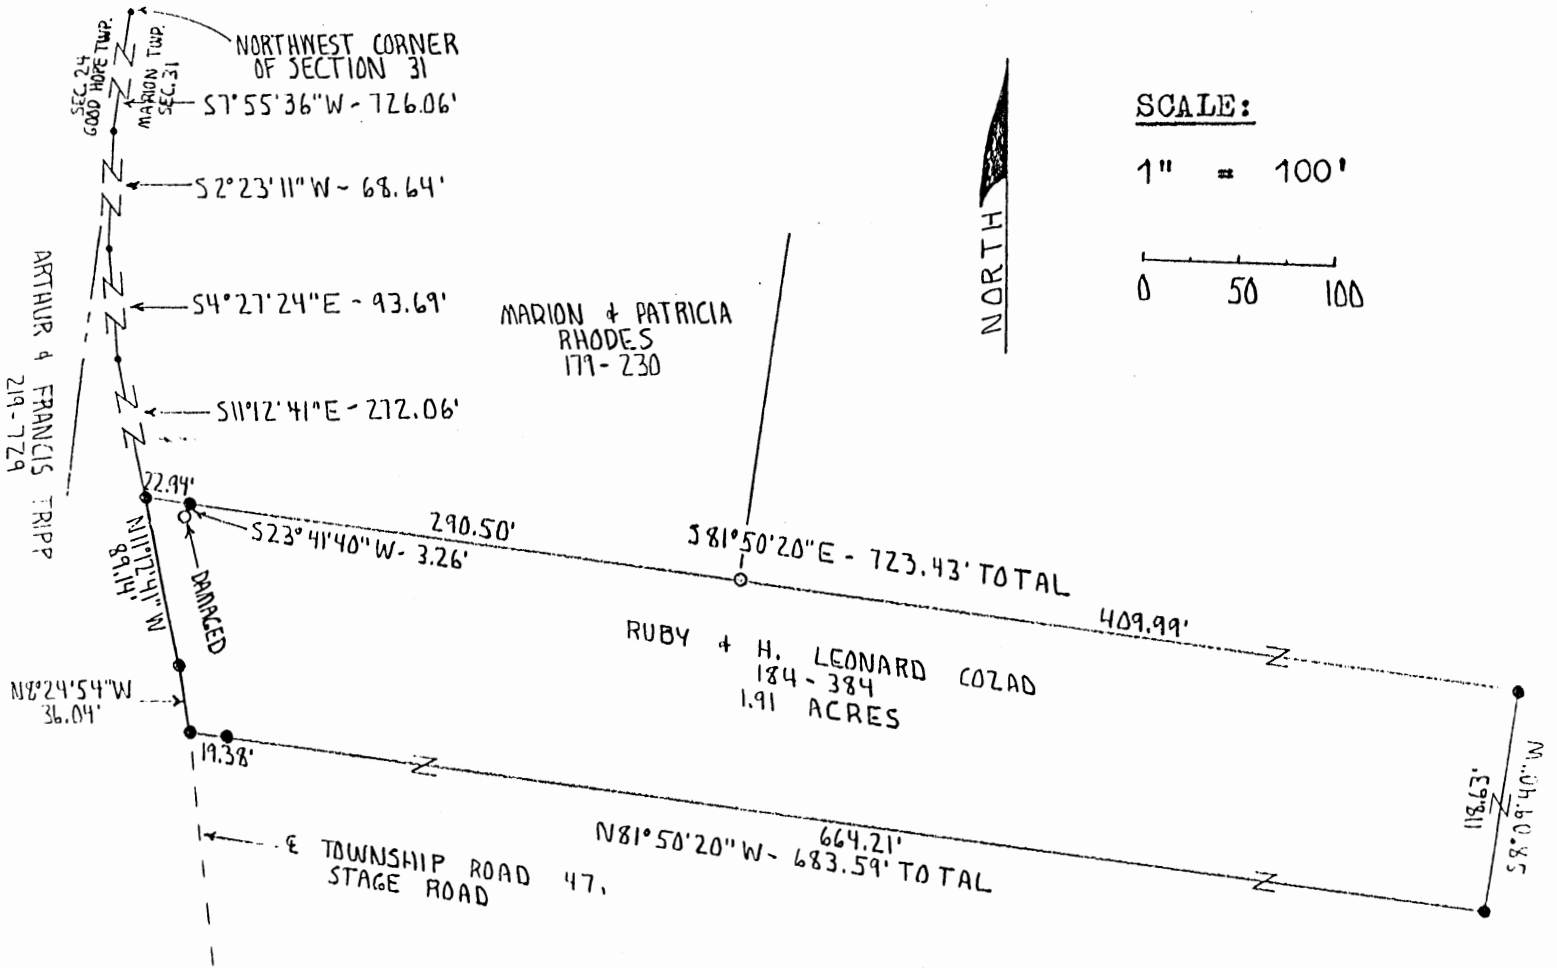 NORTHWEST CORNER
OF SECTION 31
SEC. 24
GOOD HOPE TWP.
MARION TWP.
SEC. 31
S7°55'36"W - 726.06'
S2°23'11"W - 68.64'
S4°27'24"E - 93.69'
S11°12'41"E - 272.06'
ARTHUR & FRANCIS TRIPP
219-729
MARION & PATRICIA
RHODES
179-230
NORTH
SCALE:
1" = 100'
0 50 100
22.94'
S23°41'40"W - 3.26'
290.50'
S81°50'20"E - 723.43' TOTAL
409.99'
N11°12'41"W
89.14'
DAMAGED
N8°24'54"W
36.04'
RUBY & H. LEONARD COZAD
184-384
1.91 ACRES
118.63'
S8°09'40"W
19.38'
664.21'
N81°50'20"W - 683.59' TOTAL
℄ TOWNSHIP ROAD 47,
STAGE ROAD